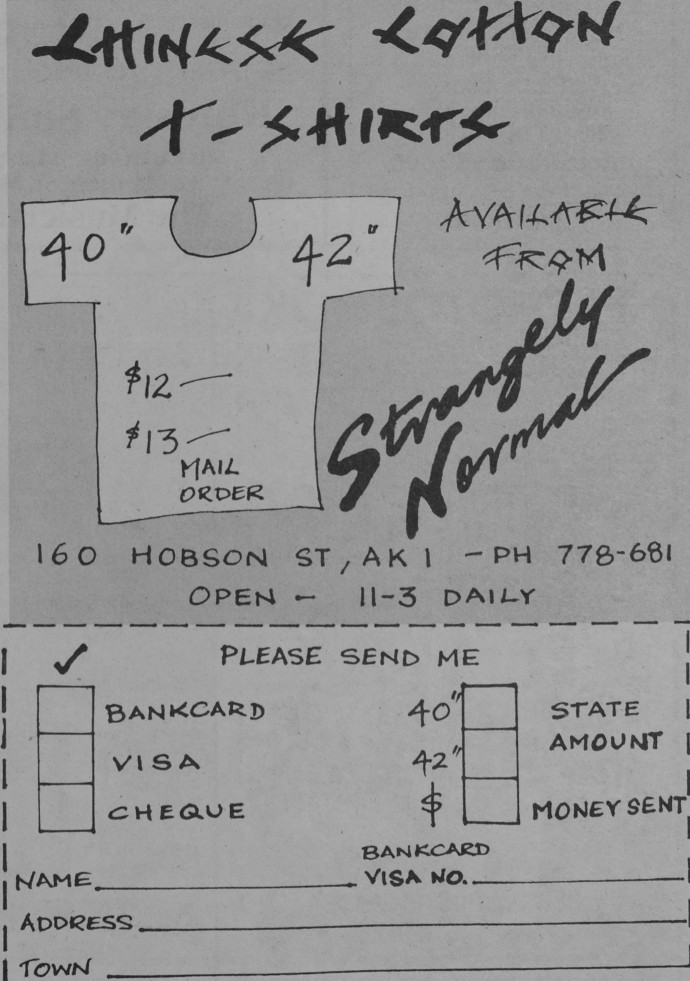 CHINESE COTTON
T-SHIRTS
40" 42"
AVAILABLE
FROM
Strangely
Normal
$12 —
$13 —
MAIL
ORDER
160 HOBSON ST, AK 1 - PH 778-681
OPEN - 11-3 DAILY
✓ PLEASE SEND ME
BANKCARD 40" STATE
AMOUNT
VISA 42"
CHEQUE $ MONEY SENT
BANKCARD
NAME VISA NO.
ADDRESS
TOWN